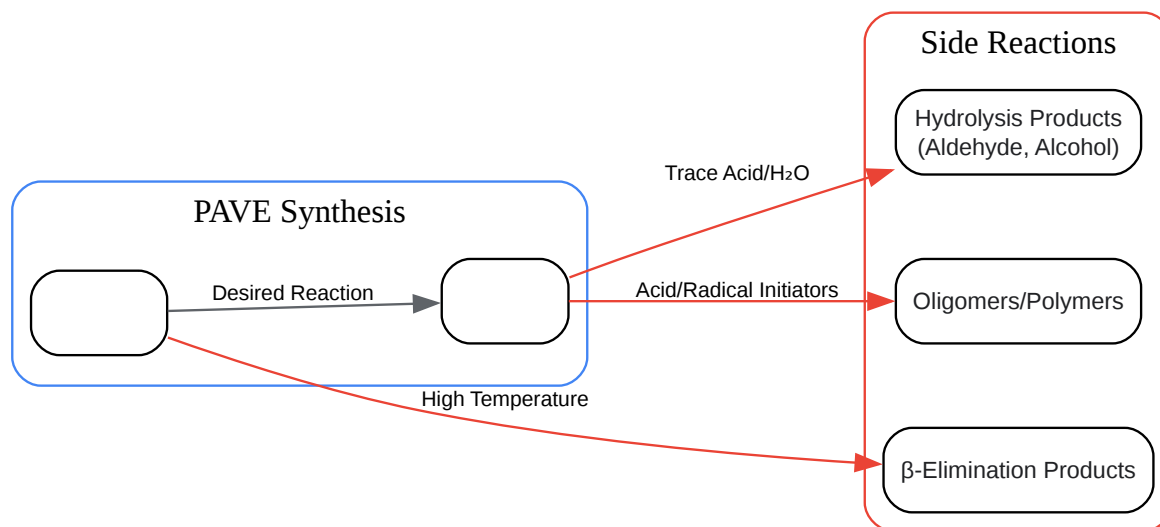 Side Reactions
Hydrolysis Products
(Aldehyde, Alcohol)
Trace Acid/H₂O
PAVE Synthesis
Desired Reaction
Acid/Radical Initiators
Oligomers/Polymers
High Temperature
β-Elimination Products